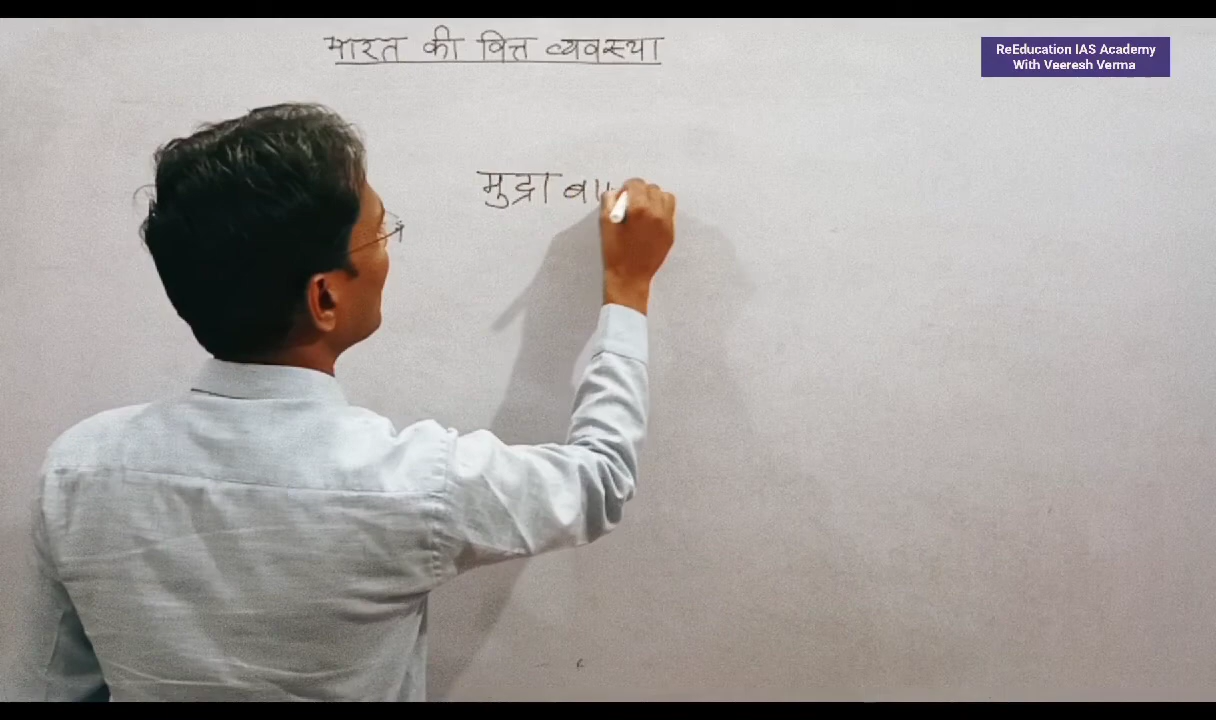 भारत की वित्त व्यवस्था
ReEducation IAS Academy
With Veeresh Verma
मुद्रा